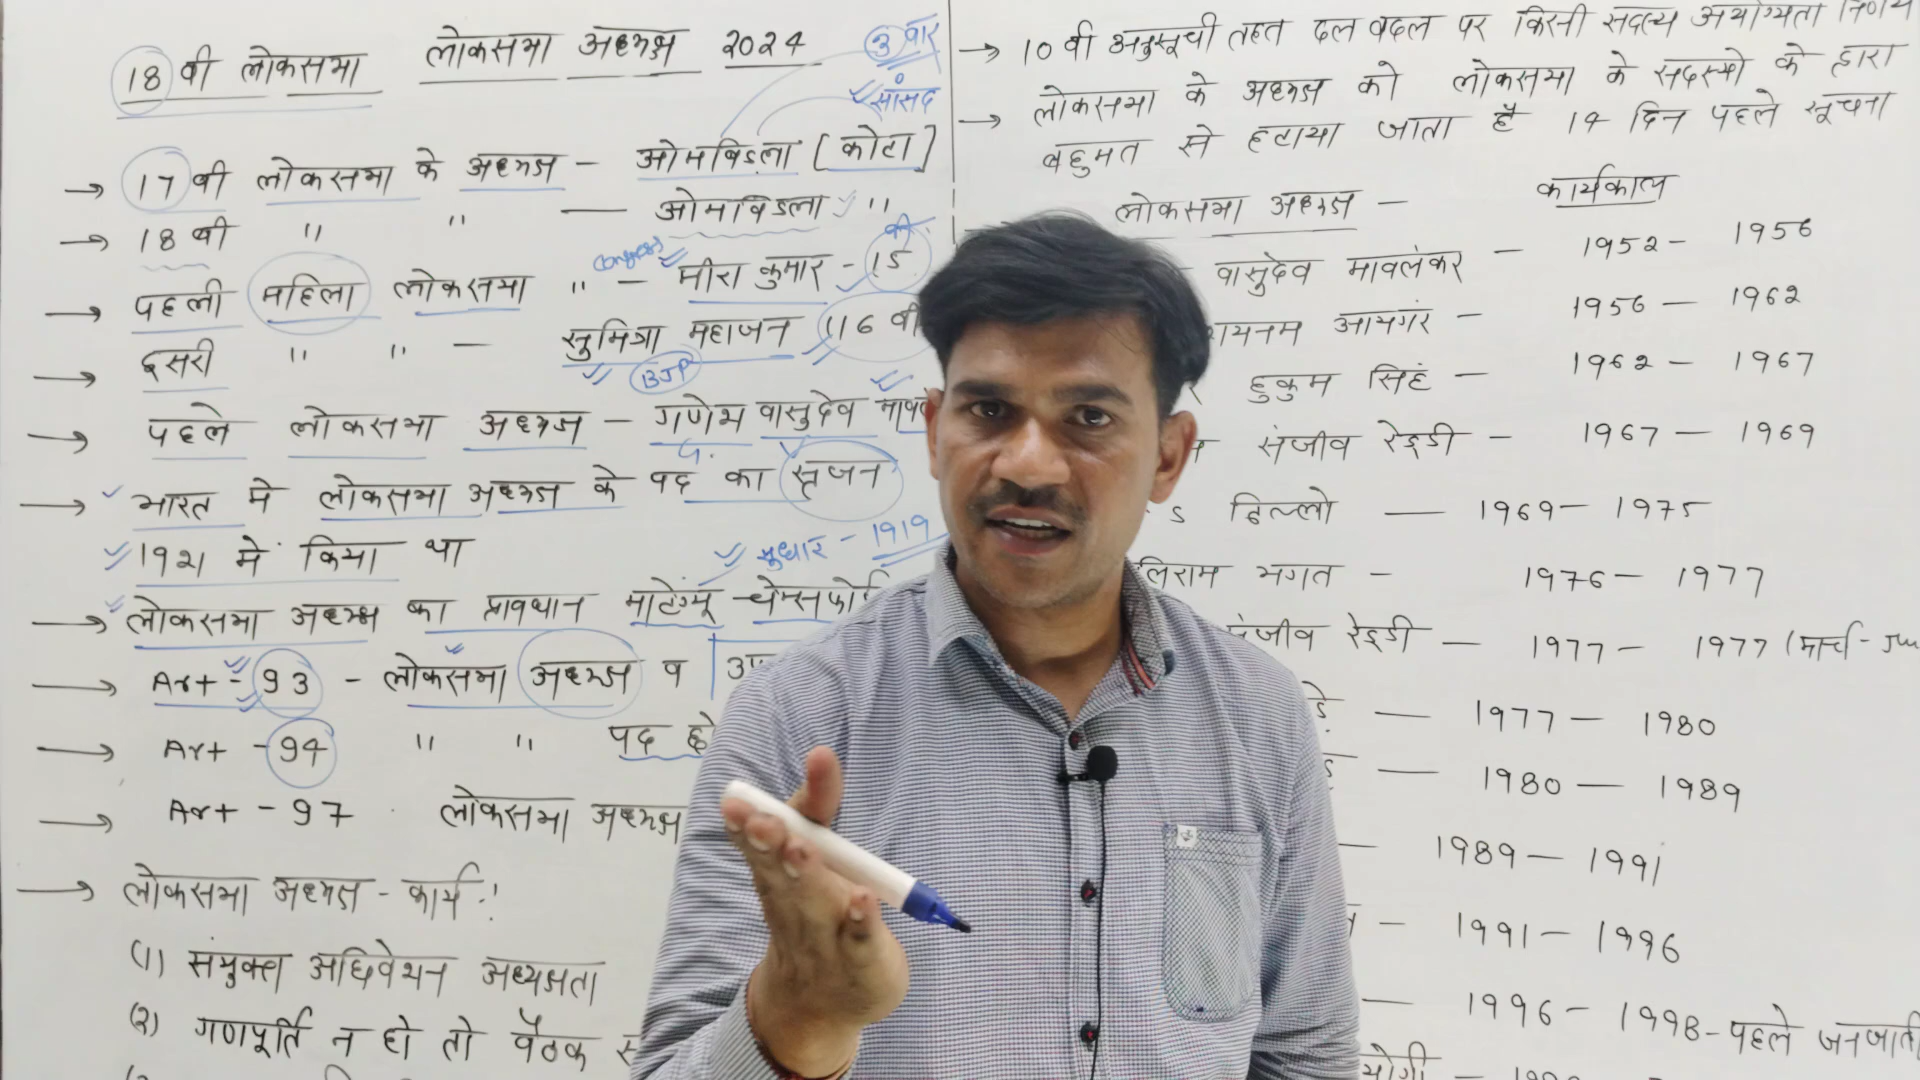 18 वी लोकसभा लोकसभा अध्यक्ष 2024
3 बार
सांसद
→ 17 वी लोकसभा के अध्यक्ष - ओमबिडला [कोटा]
→ 18 वी " " — ओमबिडला "
congress वी
→ पहली महिला लोकसभा " - मीरा कुमार - 15
→ दुसरी " " — सुमित्रा महाजन 16 वी
BJP
→ पहले लोकसभा अध्यक्ष - गणेश वासुदेव
→ भारत मे लोकसभा अध्यक्ष के पद का सृजन
1921 में किया था
सुधार - 1919
→ लोकसभा अध्यक्ष का प्रावधान माटेग्यू
→ Art - 93 - लोकसभा अध्यक्ष व
→ Art - 94 " " पद
→ Art - 97 लोकसभा अध्यक्ष
→ लोकसभा अध्यक्ष - कार्य :
(1) संयुक्त अधिवेशन अध्यक्षता
(2) गणपूर्ति न हो तो बैठक
→ 10 वी अनुसूची तहत दल बदल पर किसी सदस्य अयोग्यता निर्णय
→ लोकसभा के अध्यक्ष को लोकसभा के सदस्यो के द्वारा
बहुमत से हटाया जाता है 14 दिन पहले सूचना
लोकसभा अध्यक्ष — कार्यकाल
वासुदेव मावलंकर - 1952 - 1956
आयगंर - 1956 - 1962
हुकुम सिहं - 1962 - 1967
संजीव रेड्डी - 1967 - 1969
ढिल्लो — 1969 - 1975
भगत - 1976 - 1977
रेड्डी — 1977 - 1977 (मार्च -
— 1977 - 1980
— 1980 - 1989
— 1989 - 1991
- 1991 - 1996
— 1996 - 1998 - पहले